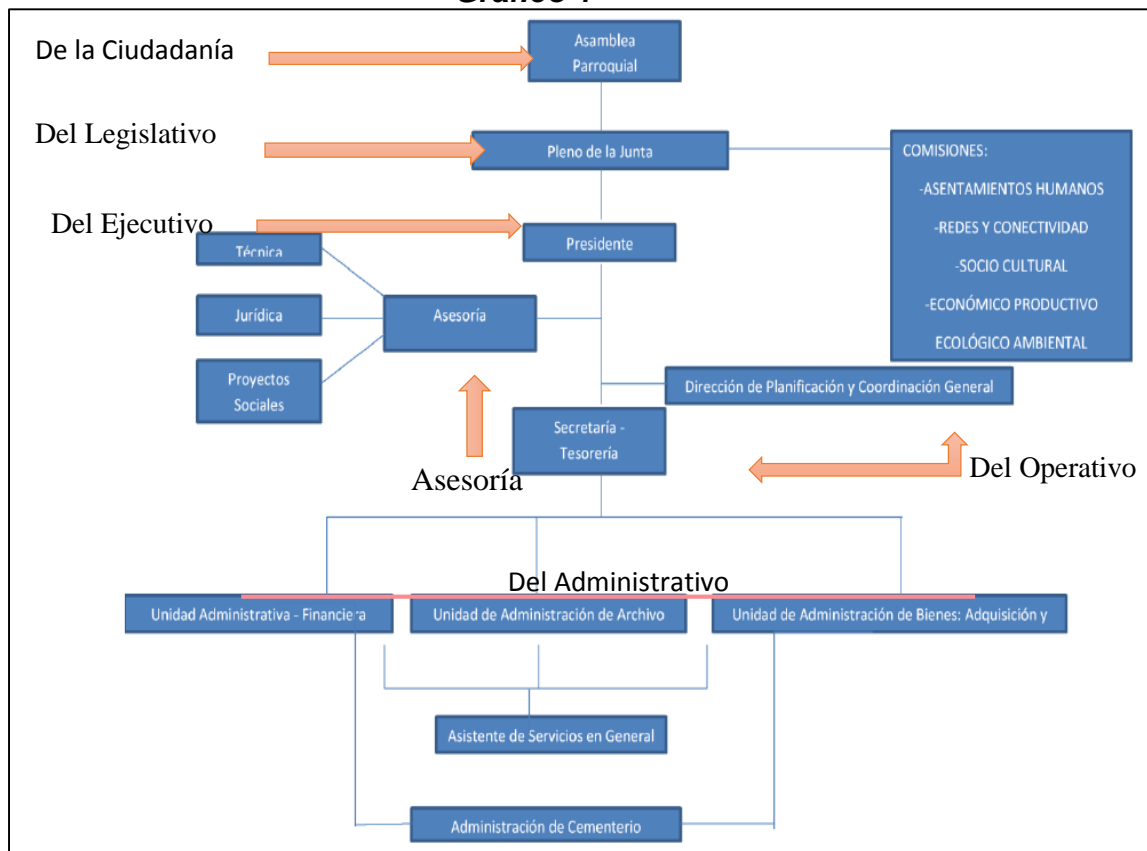 De la Ciudadanía
Asamblea
Parroquial
Del Legislativo
Pleno de la Junta
COMISIONES:
-ASENTAMIENTOS HUMANOS
-REDES Y CONECTIVIDAD
-SOCIO CULTURAL
-ECONÓMICO PRODUCTIVO
ECOLÓGICO AMBIENTAL
Del Ejecutivo
Presidente
Técnica
Jurídica
Asesoría
Proyectos
Sociales
Dirección de Planificación y Coordinación General
Secretaría -
Tesorería
Asesoría
Del Operativo
Del Administrativo
Unidad Administrativa - Financiera
Unidad de Administración de Archivo
Unidad de Administración de Bienes: Adquisición y
Asistente de Servicios en General
Administración de Cementerio